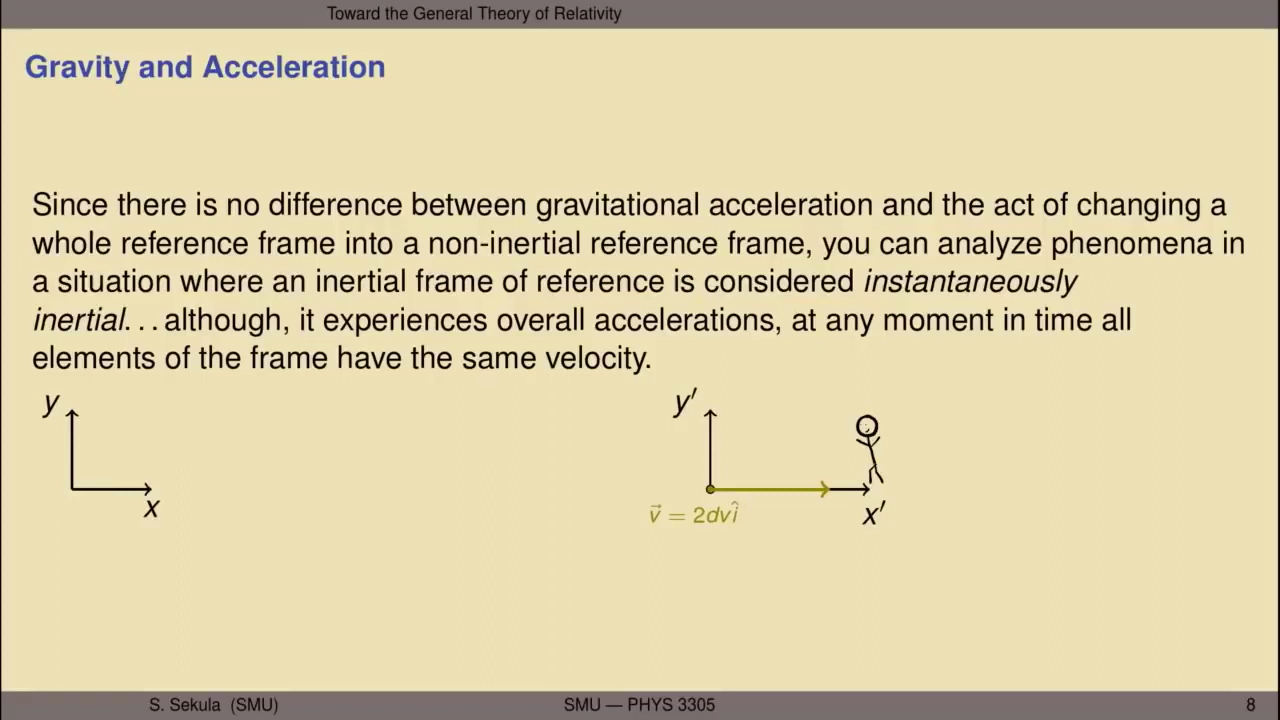 Toward the General Theory of Relativity
Gravity and Acceleration
Since there is no difference between gravitational acceleration and the act of changing a
whole reference frame into a non-inertial reference frame, you can analyze phenomena in
a situation where an inertial frame of reference is considered instantaneously
inertial. . . although, it experiences overall accelerations, at any moment in time all
elements of the frame have the same velocity.
y
x
y′
v⃗ = 2dvî
x′
S. Sekula (SMU)
SMU — PHYS 3305
8